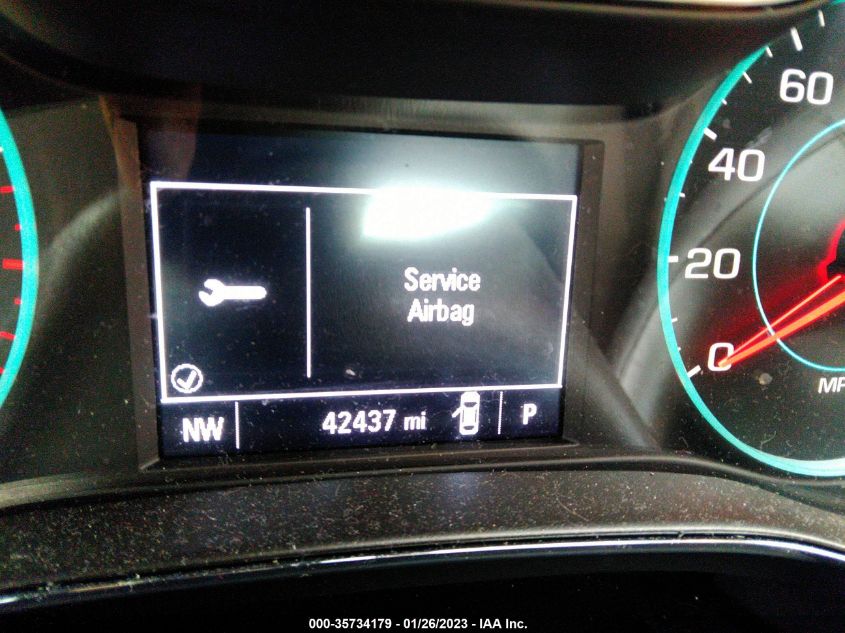 60
40
20
0
Service
Airbag
NW
42437 mi
P
000-35734179 - 01/26/2023 - IAA Inc.